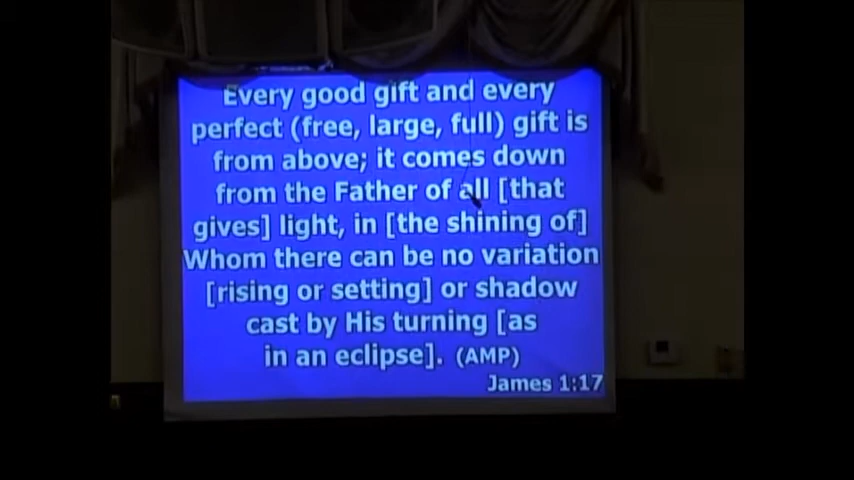 Every good gift and every
perfect (free, large, full) gift is
from above; it comes down
from the Father of all [that
gives] light, in [the shining of]
Whom there can be no variation
[rising or setting] or shadow
cast by His turning [as
in an eclipse]. (AMP)
James 1:17